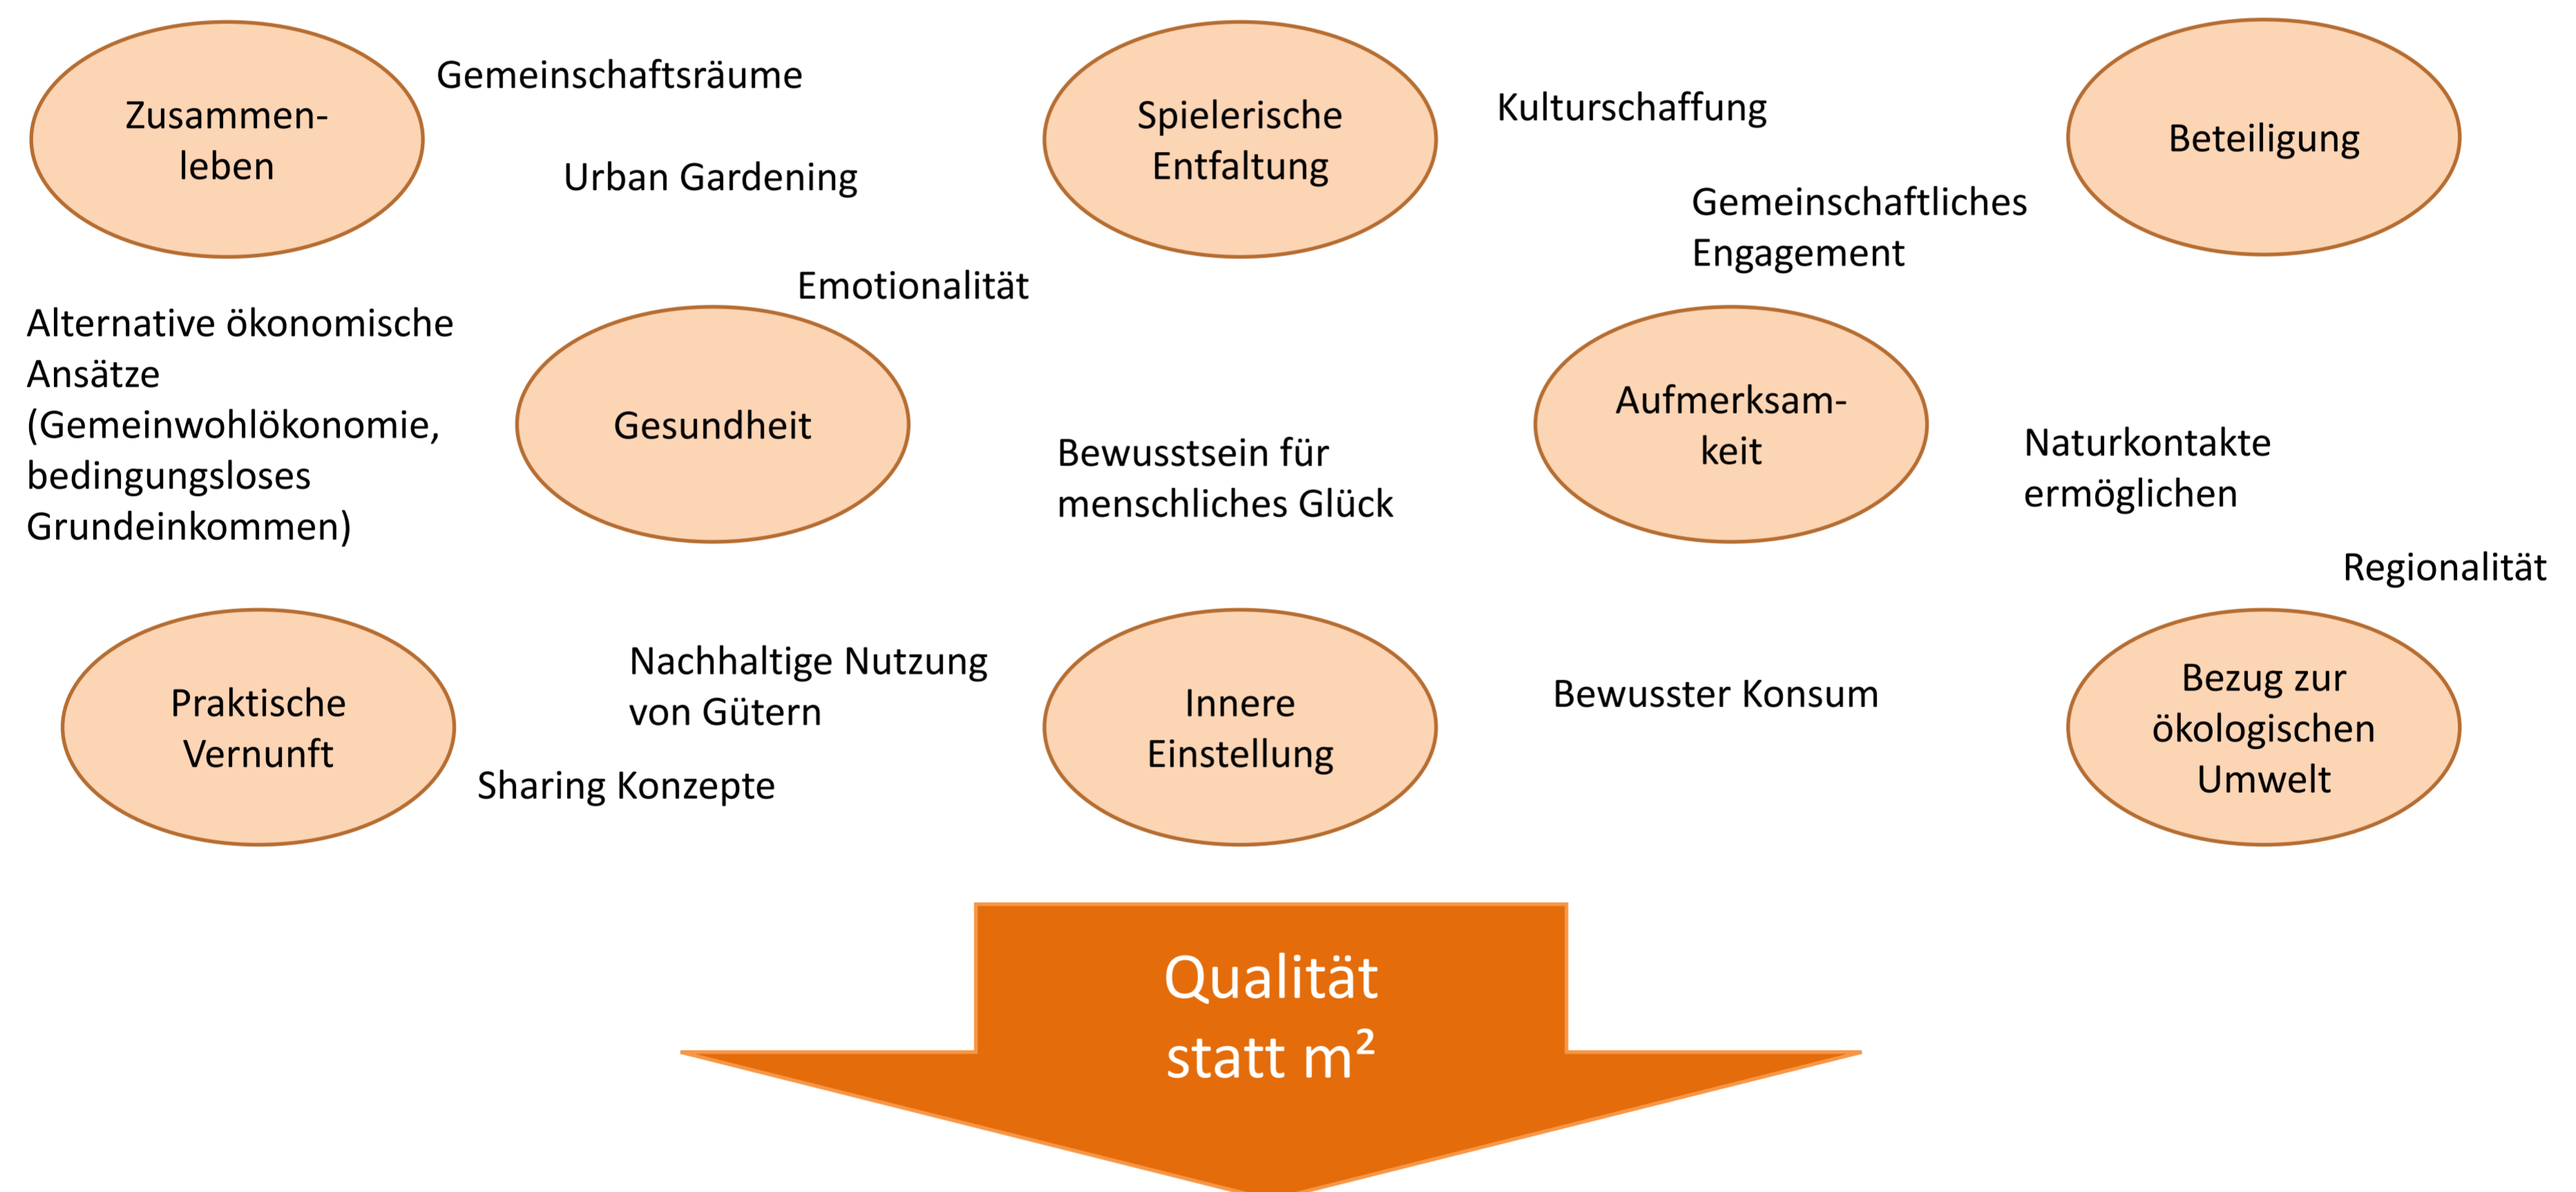 Zusammen-
leben
Gemeinschaftsräume
Urban Gardening
Spielerische
Entfaltung
Kulturschaffung
Gemeinschaftliches
Engagement
Beteiligung
Emotionalität
Alternative ökonomische
Ansätze
(Gemeinwohlökonomie,
bedingungsloses
Grundeinkommen)
Gesundheit
Bewusstsein für
menschliches Glück
Aufmerksam-
keit
Naturkontakte
ermöglichen
Regionalität
Praktische
Vernunft
Nachhaltige Nutzung
von Gütern
Sharing Konzepte
Innere
Einstellung
Bewusster Konsum
Bezug zur
ökologischen
Umwelt
Qualität
statt m²